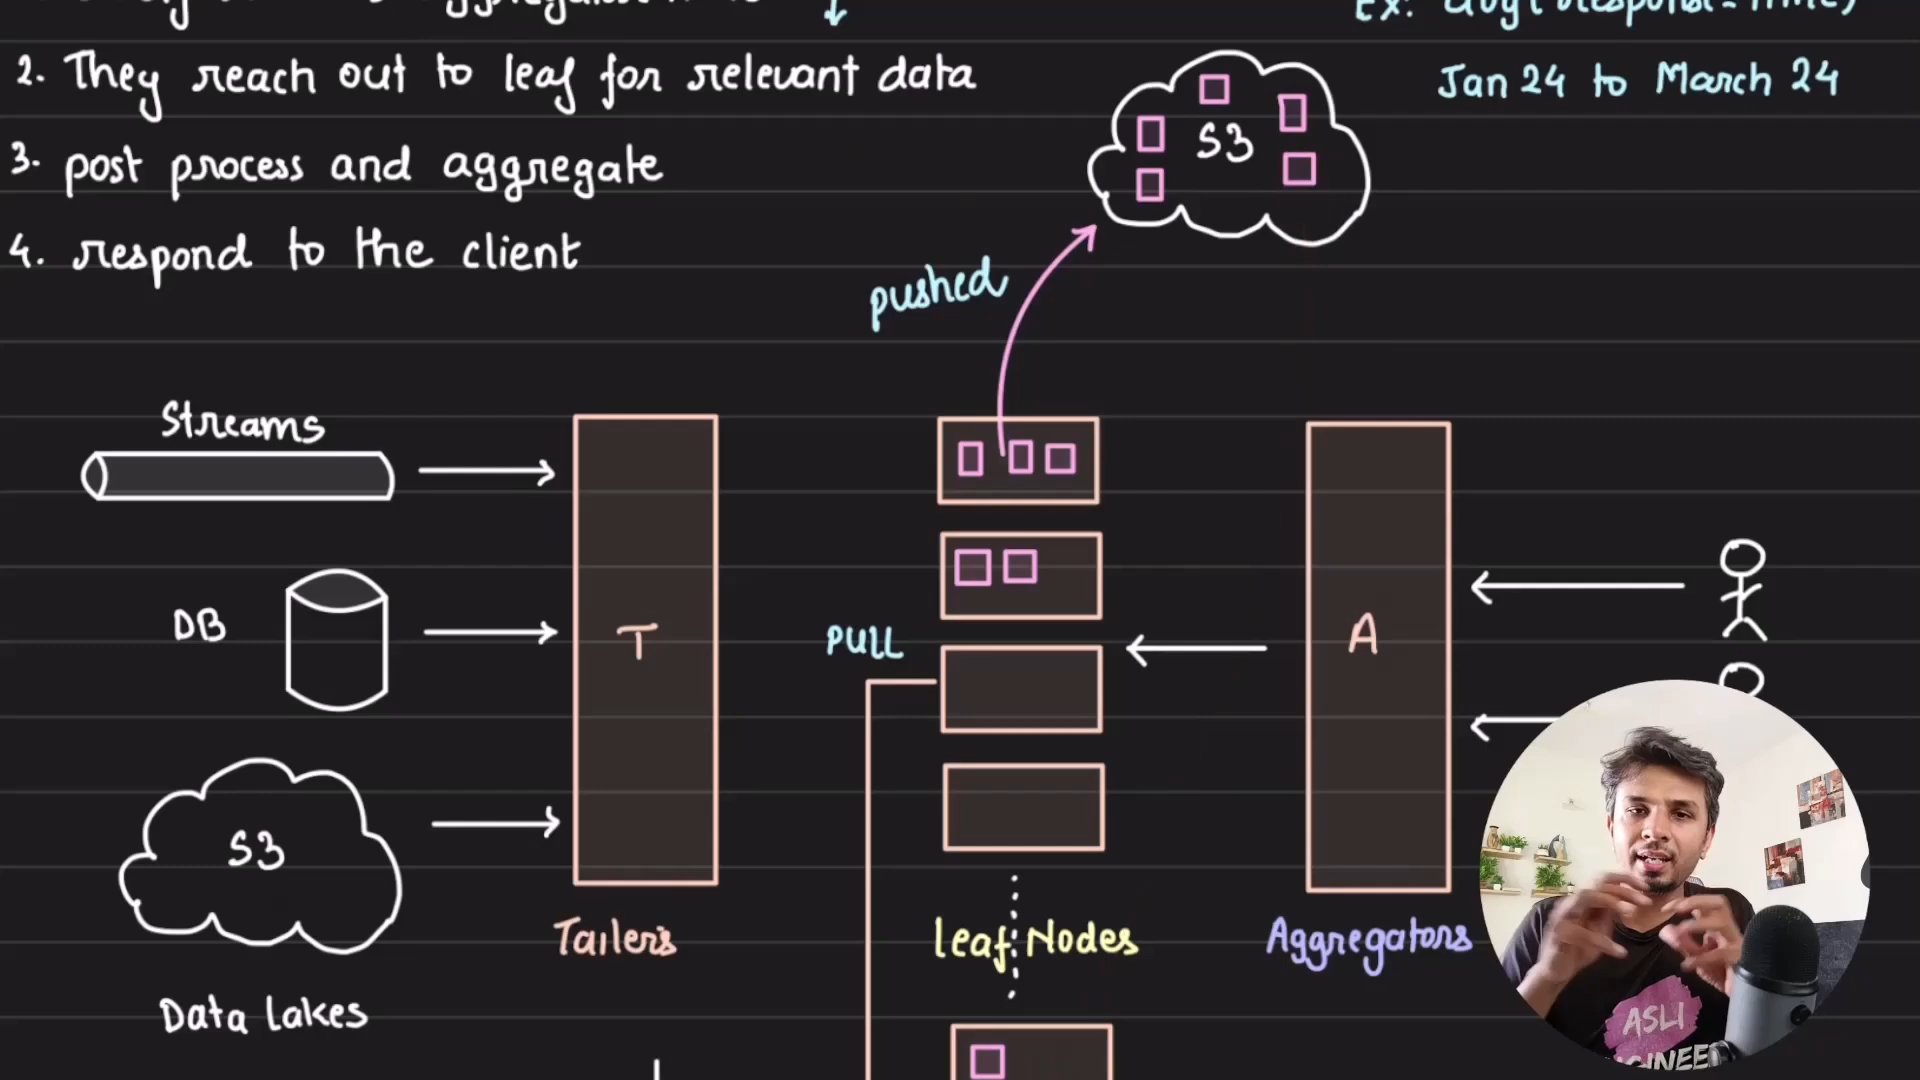 2. They reach out to leaf for relevant data
Jan 24 to March 24
S3
3. post process and aggregate
4. respond to the client
pushed
Streams
DB
T
PULL
A
S3
Tailers
Leaf Nodes
Aggregators
Data Lakes
ASLI